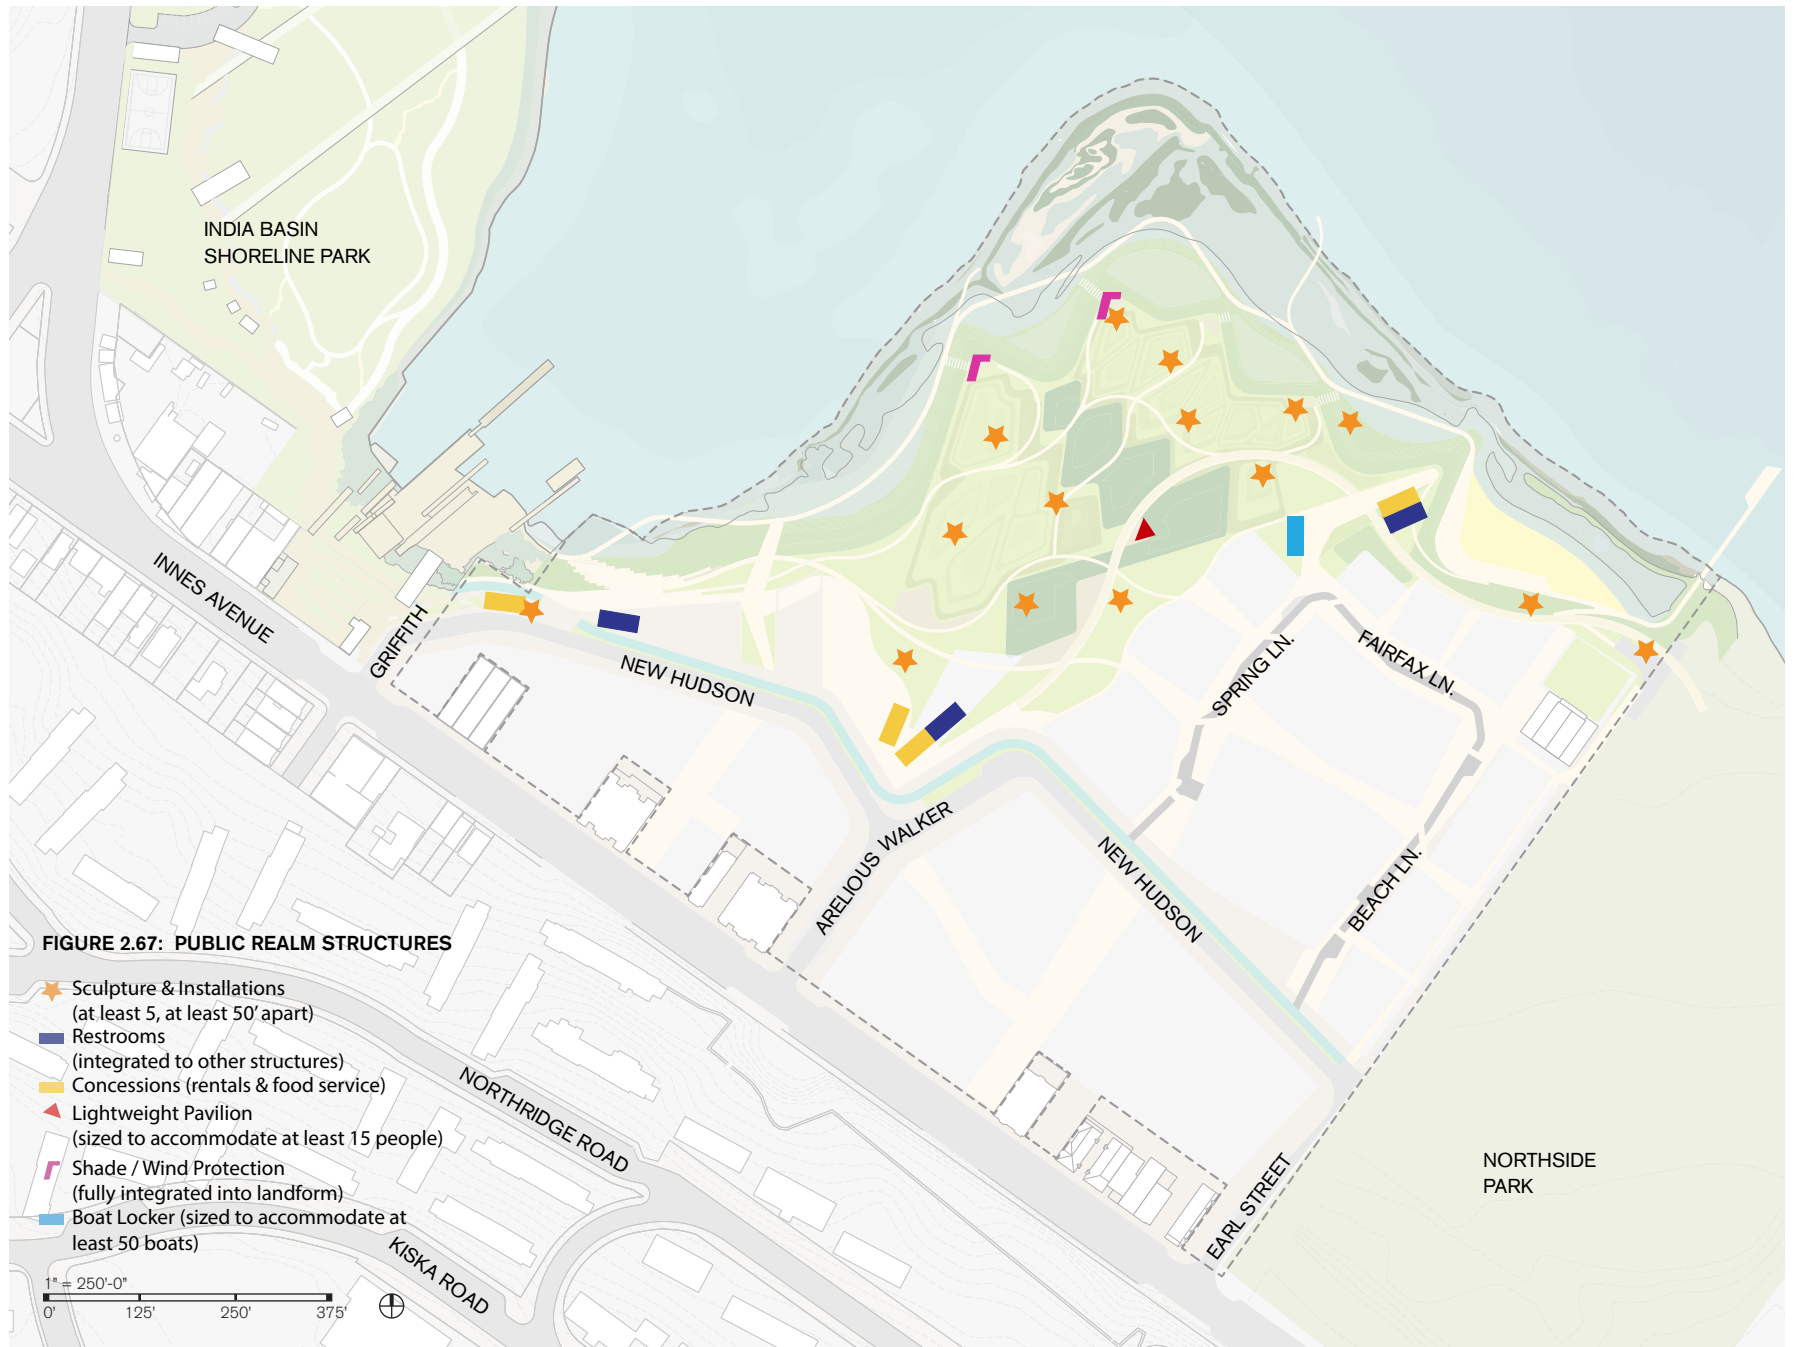 INDIA BASIN
SHORELINE PARK
INNES AVENUE
GRIFFITH
NEW HUDSON
SPRING LN.
FAIRFAX LN.
ARELIOUS WALKER
NEW HUDSON
BEACH LN.
FIGURE 2.67: PUBLIC REALM STRUCTURES
Sculpture & Installations
(at least 5, at least 50' apart)
Restrooms
(integrated to other structures)
Concessions (rentals & food service)
Lightweight Pavilion
(sized to accommodate at least 15 people)
Shade / Wind Protection
(fully integrated into landform)
Boat Locker (sized to accommodate at
least 50 boats)
NORTHRIDGE ROAD
KISKA ROAD
EARL STREET
NORTHSIDE
PARK
1" = 250'-0"
0' 125' 250' 375'